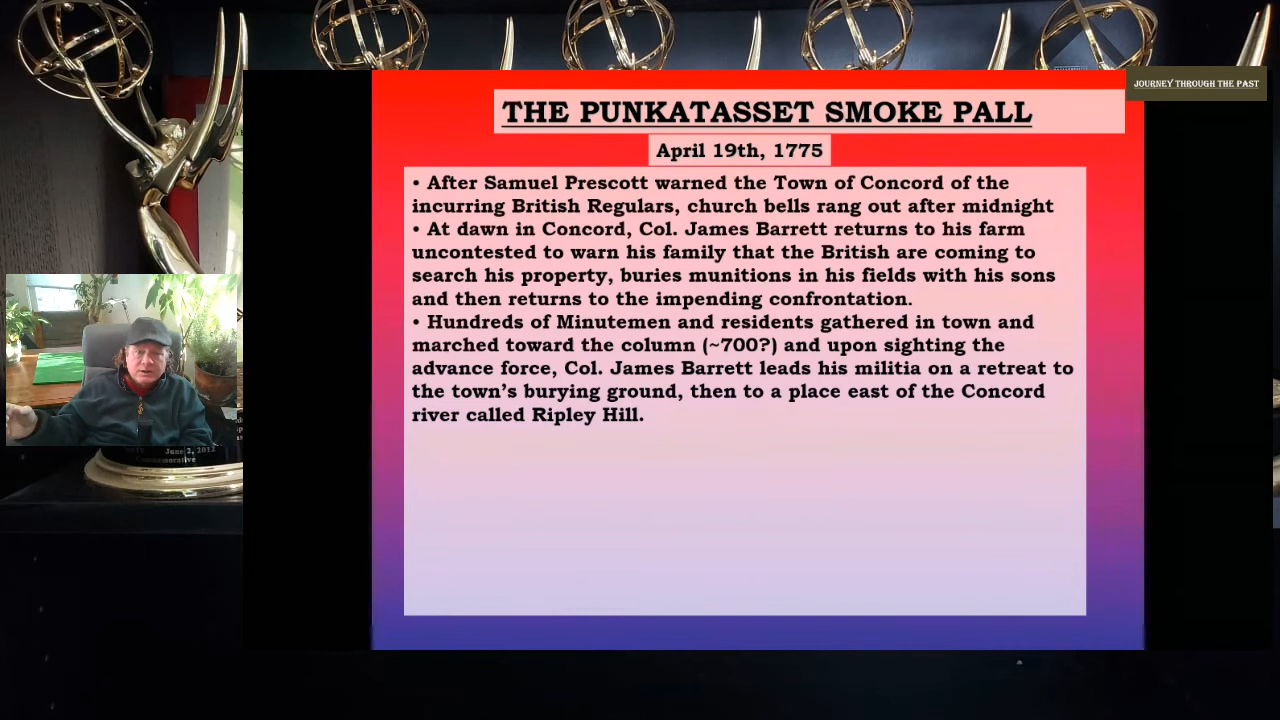 JOURNEY THROUGH THE PAST
THE PUNKATASSET SMOKE PALL
April 19th, 1775
• After Samuel Prescott warned the Town of Concord of the
incurring British Regulars, church bells rang out after midnight
• At dawn in Concord, Col. James Barrett returns to his farm
uncontested to warn his family that the British are coming to
search his property, buries munitions in his fields with his sons
and then returns to the impending confrontation.
• Hundreds of Minutemen and residents gathered in town and
marched toward the column (~700?) and upon sighting the
advance force, Col. James Barrett leads his militia on a retreat to
the town's burying ground, then to a place east of the Concord
river called Ripley Hill.
June 2, 2012
Commemorative